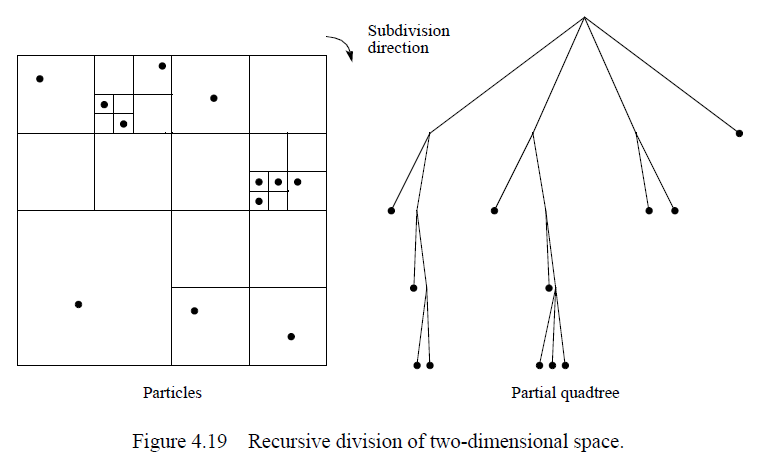 Subdivision
direction
Particles
Partial quadtree
Figure 4.19 Recursive division of two-dimensional space.